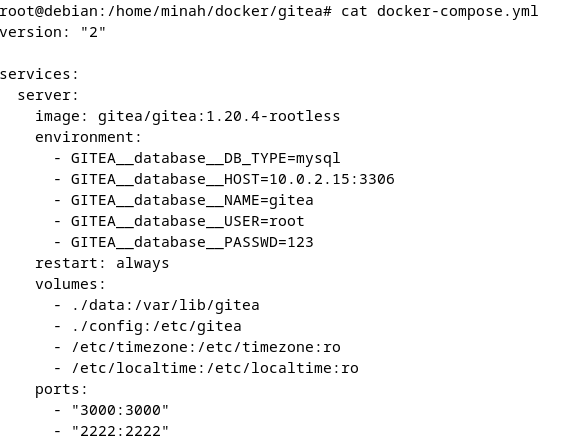 root@debian:/home/minah/docker/gitea# cat docker-compose.yml
version: "2"

services:
  server:
    image: gitea/gitea:1.20.4-rootless
    environment:
      - GITEA__database__DB_TYPE=mysql
      - GITEA__database__HOST=10.0.2.15:3306
      - GITEA__database__NAME=gitea
      - GITEA__database__USER=root
      - GITEA__database__PASSWD=123
    restart: always
    volumes:
      - ./data:/var/lib/gitea
      - ./config:/etc/gitea
      - /etc/timezone:/etc/timezone:ro
      - /etc/localtime:/etc/localtime:ro
    ports:
      - "3000:3000"
      - "2222:2222"